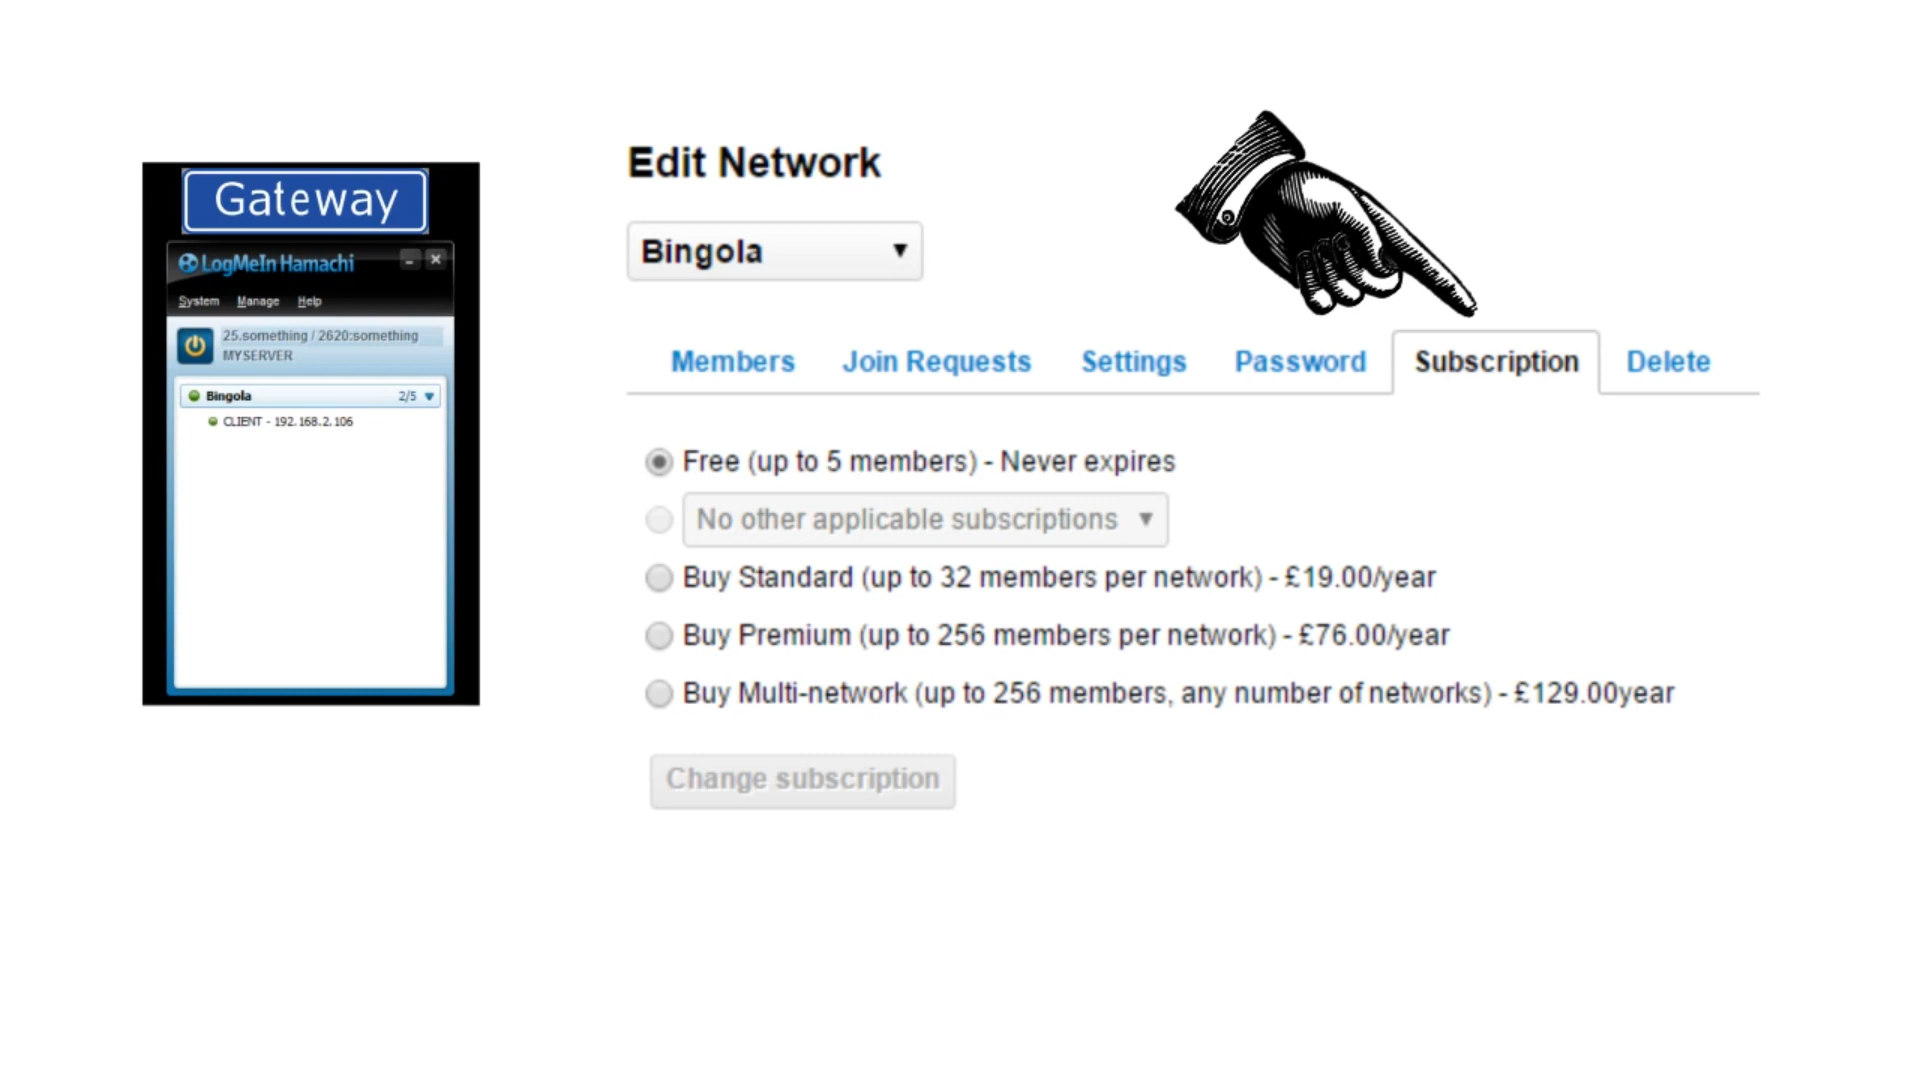 Gateway
LogMeIn Hamachi
System Manage Help
25.something / 2620:something
MYSERVER
Bingola 2/5
CLIENT - 192.168.2.106
Edit Network
Bingola
Members Join Requests Settings Password Subscription Delete
Free (up to 5 members) - Never expires
No other applicable subscriptions
Buy Standard (up to 32 members per network) - £19.00/year
Buy Premium (up to 256 members per network) - £76.00/year
Buy Multi-network (up to 256 members, any number of networks) - £129.00year
Change subscription